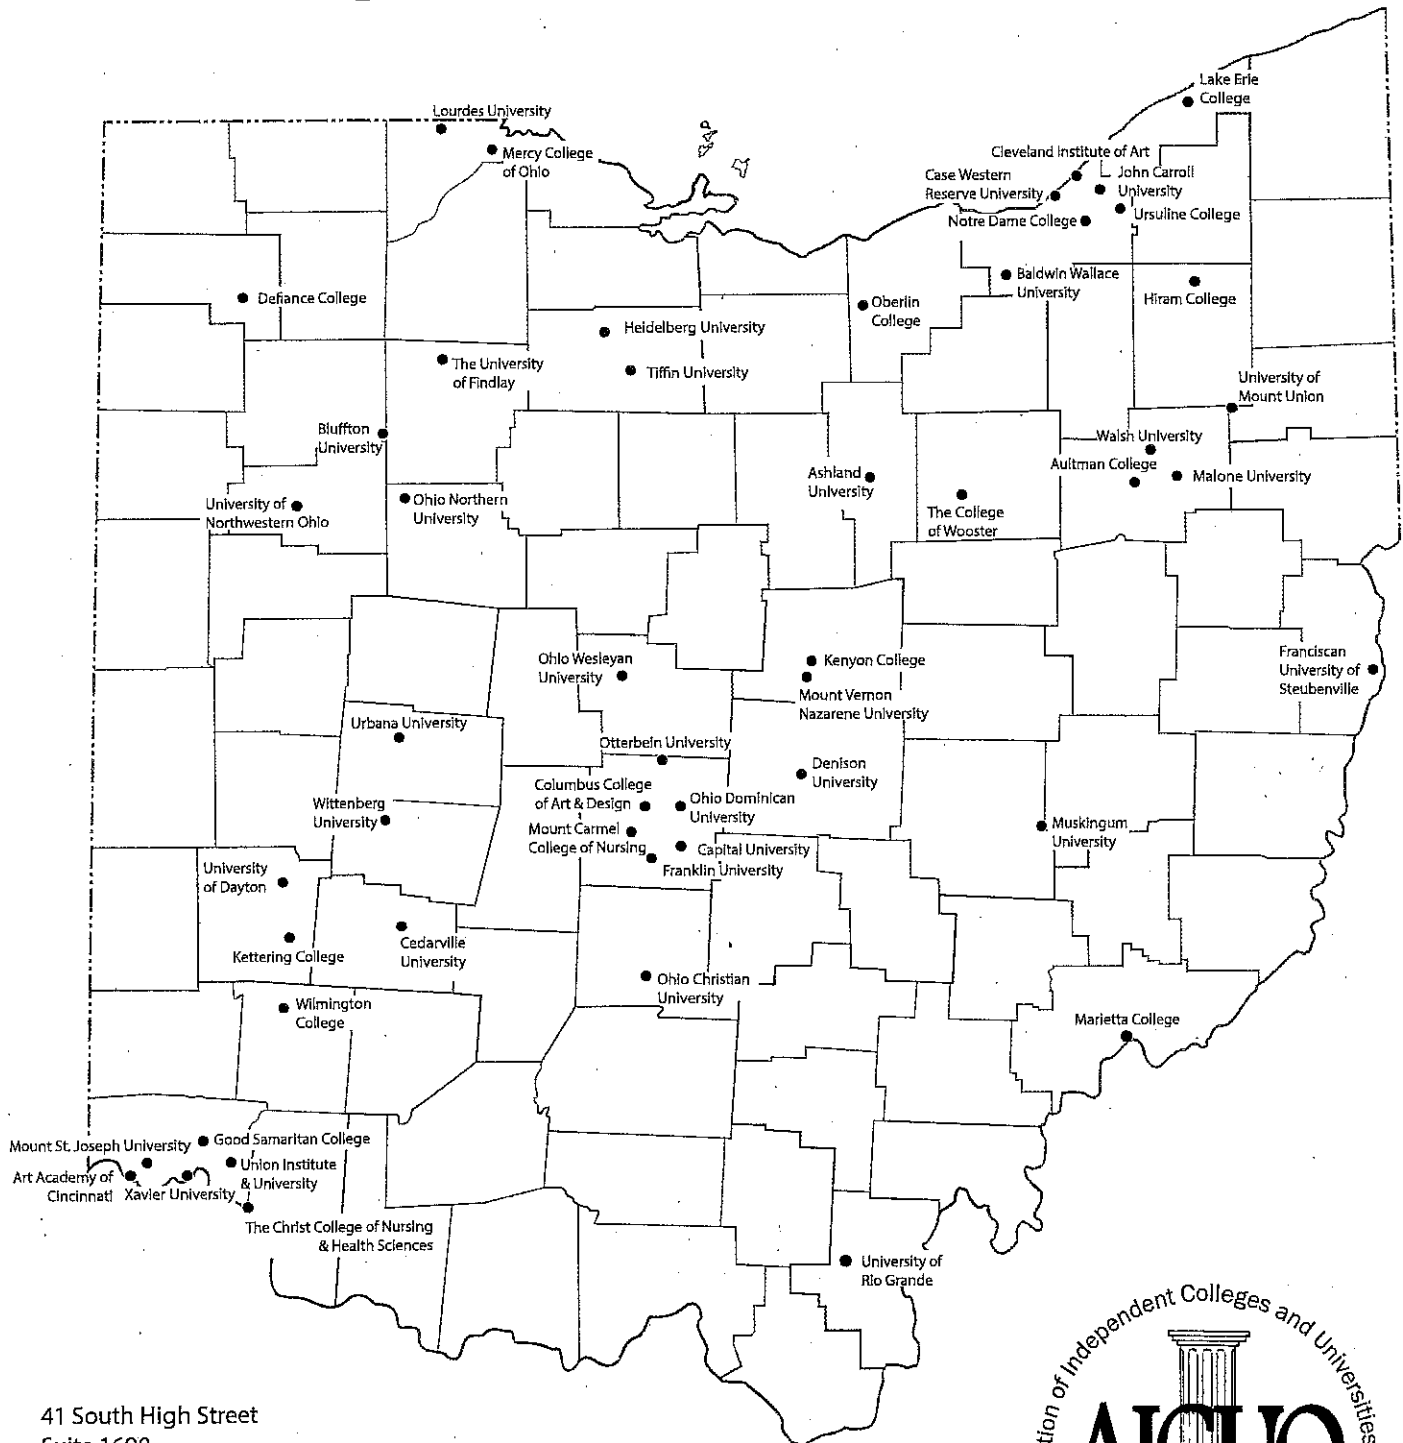 Lake Erie
College
Lourdes University
Mercy College
of Ohio
Cleveland Institute of Art
Case Western
Reserve University
John Carroll
University
Ursuline College
Notre Dame College
Baldwin Wallace
University
Hiram College
Defiance College
Oberlin
College
Heidelberg University
The University
of Findlay
Tiffin University
University of
Mount Union
Bluffton
University
Walsh University
Aultman College
Malone University
Ashland
University
University of
Northwestern Ohio
Ohio Northern
University
The College
of Wooster
Ohio Wesleyan
University
Kenyon College
Mount Vernon
Nazarene University
Franciscan
University of
Steubenville
Urbana University
Otterbein University
Denison
University
Columbus College
of Art & Design
Ohio Dominican
University
Wittenberg
University
Mount Carmel
College of Nursing
Capital University
Franklin University
Muskingum
University
University
of Dayton
Kettering College
Cedarville
University
Ohio Christian
University
Wilmington
College
Marietta College
Mount St. Joseph University
Good Samaritan College
Art Academy of
Cincinnati
Xavier University
Union Institute
& University
The Christ College of Nursing
& Health Sciences
University of
Rio Grande
tion of Independent Colleges and Universities
AICUO
41 South High Street
Suite 1690